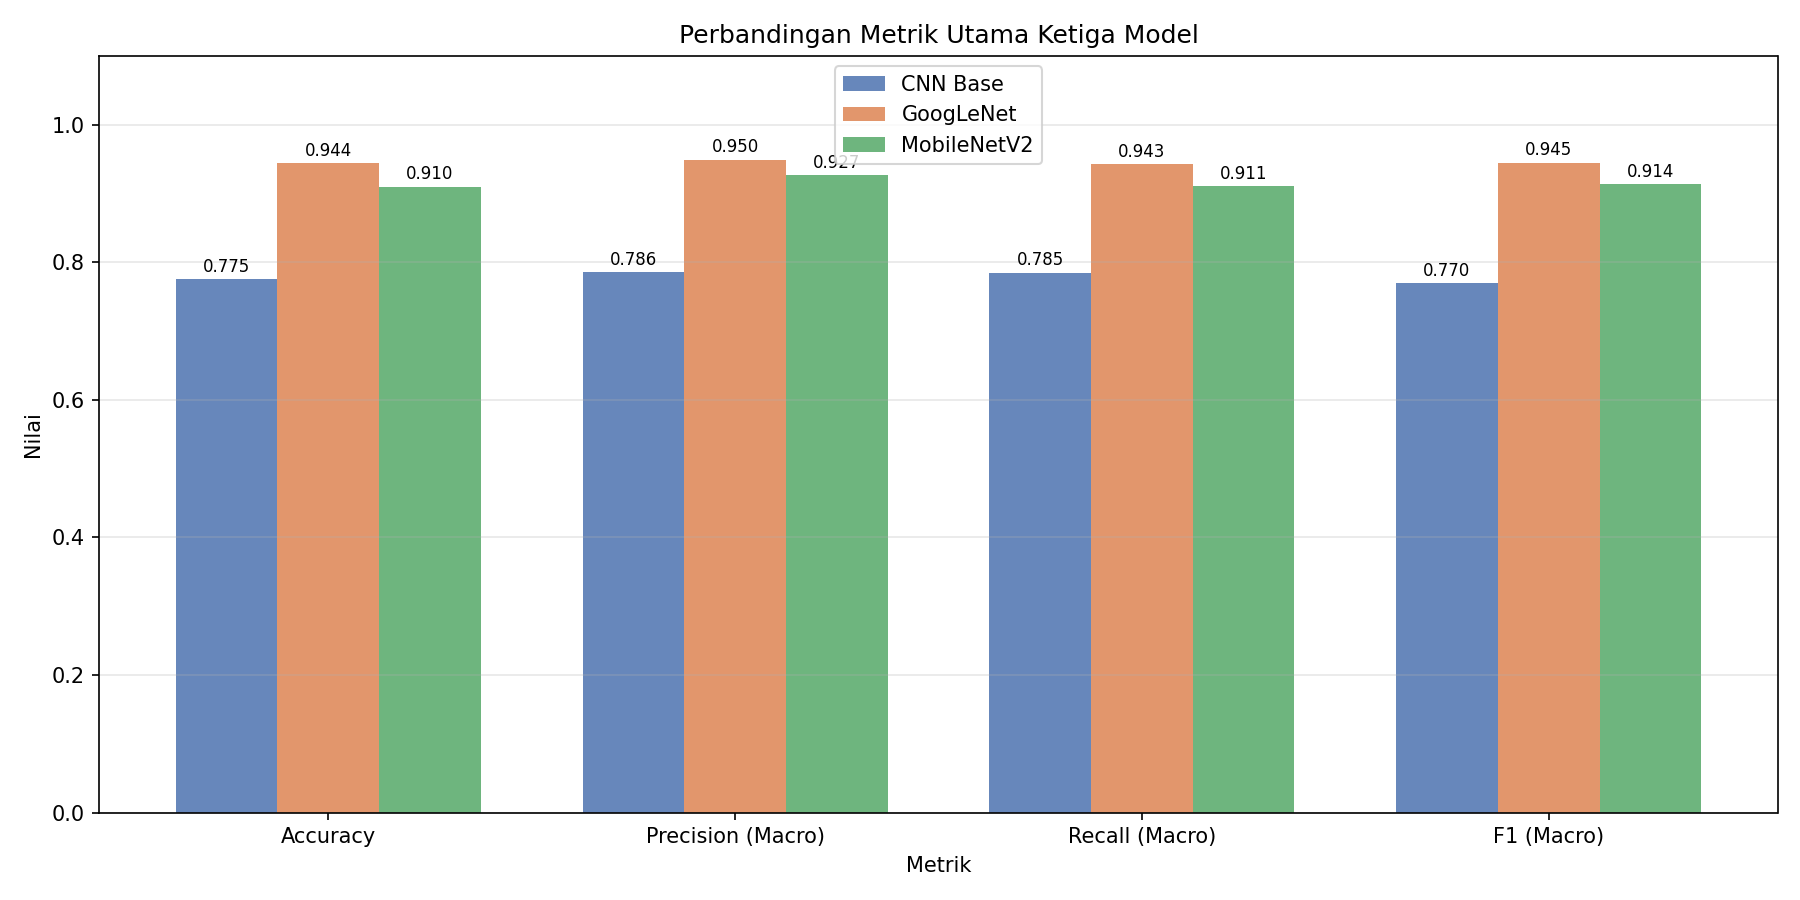 Perbandingan Metrik Utama Ketiga Model
CNN Base
GoogLeNet
MobileNetV2
1.0
0.8
0.6
0.4
0.2
0.0
Nilai
0.775
0.944
0.910
0.786
0.950
0.927
0.785
0.943
0.911
0.770
0.945
0.914
Accuracy
Precision (Macro)
Recall (Macro)
F1 (Macro)
Metrik